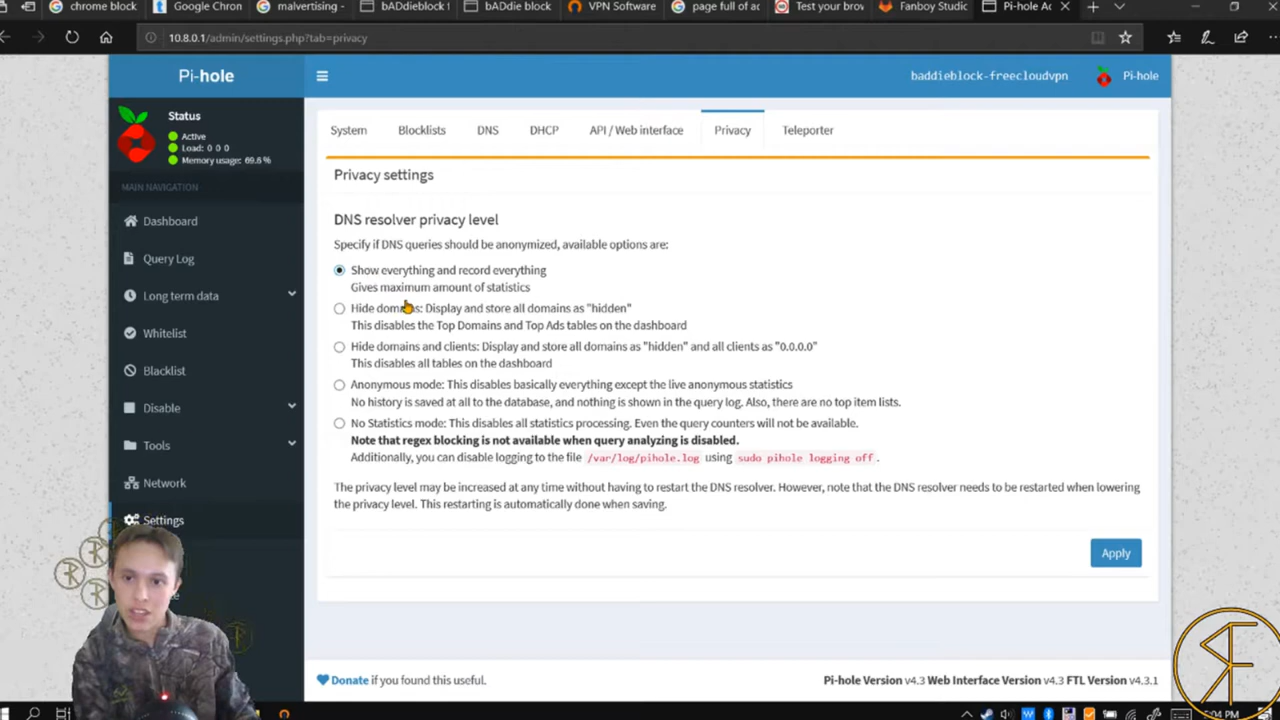 chrome block
Google Chron
malvertising -
bADdieblock t
bADdie block
VPN Software
page full of ac
Test your brow
Fanboy Studic
Pi-hole Ac
10.8.0.1/admin/settings.php?tab=privacy
Pi-hole
baddieblock-freecloudvpn
Pi-hole
Status
Active
Load: 0 0 0
Memory usage: 69.6 %
MAIN NAVIGATION
Dashboard
Query Log
Long term data
Whitelist
Blacklist
Disable
Tools
Network
Settings
System
Blocklists
DNS
DHCP
API / Web interface
Privacy
Teleporter
Privacy settings
DNS resolver privacy level
Specify if DNS queries should be anonymized, available options are:
Show everything and record everything
Gives maximum amount of statistics
Hide domains: Display and store all domains as "hidden"
This disables the Top Domains and Top Ads tables on the dashboard
Hide domains and clients: Display and store all domains as "hidden" and all clients as "0.0.0.0"
This disables all tables on the dashboard
Anonymous mode: This disables basically everything except the live anonymous statistics
No history is saved at all to the database, and nothing is shown in the query log. Also, there are no top item lists.
No Statistics mode: This disables all statistics processing. Even the query counters will not be available.
Note that regex blocking is not available when query analyzing is disabled.
Additionally, you can disable logging to the file /var/log/pihole.log using sudo pihole logging off.
The privacy level may be increased at any time without having to restart the DNS resolver. However, note that the DNS resolver needs to be restarted when lowering
the privacy level. This restarting is automatically done when saving.
Apply
Donate if you found this useful.
Pi-hole Version v4.3 Web Interface Version v4.3 FTL Version v4.3.1